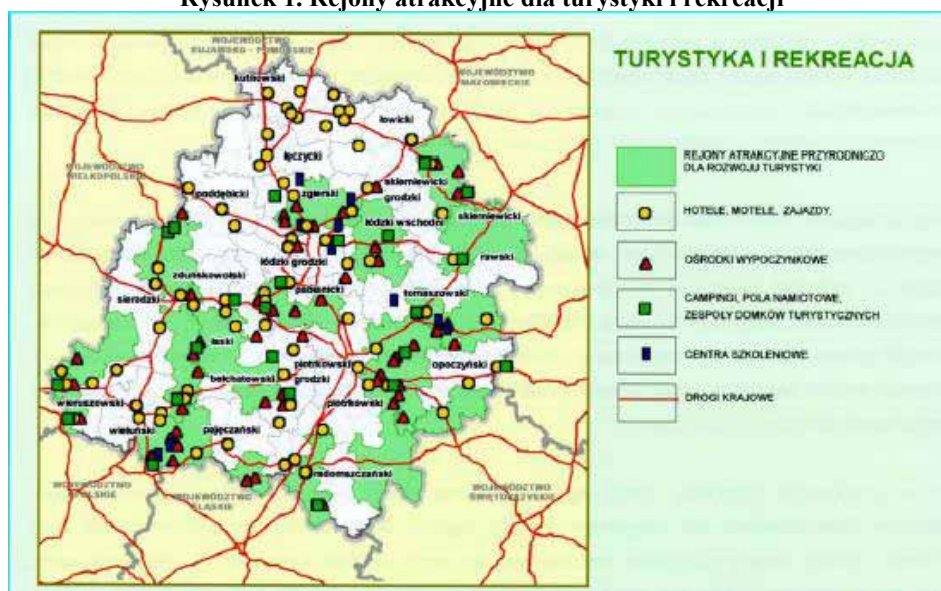 Rysunek 1. Rejony atrakcyjne dla turystyki i rekreacji
TURYSTYKA I REKREACJA
REJONY ATRAKCYJNE PRZYRODNICZO
DLA ROZWOJU TURYSTYKI
HOTELE, MOTELE, ZAJAZDY,
OŚRODKI WYPOCZYNKOWE
CAMPINGI, POLA NAMIOTOWE,
ZESPOŁY DOMKÓW TURYSTYCZNYCH
CENTRA SZKOLENIOWE
DROGI KRAJOWE
WOJEWÓDZTWO
KUJAWSKO - POMORSKIE
WOJEWÓDZTWO
MAZOWIECKIE
kutnowski
łowicki
łęczycki
WOJEWÓDZTWO
WIELKOPOLSKIE
poddębicki
zgierski
skierniewicki
grodzki
skierniewicki
łódzki wschodni
rawski
łódzki grodzki
zduńskowolski
pabianicki
sieradzki
tomaszowski
łaski
opoczyński
bełchatowski
piotrkowski
grodzki
wieruszowski
piotrkowski
wieluński
pajęczański
radomszczański
WOJEWÓDZTWO
OPOLSKIE
WOJEWÓDZTWO
ŚLĄSKIE
WOJEWÓDZTWO
ŚWIĘTOKRZYSKIE